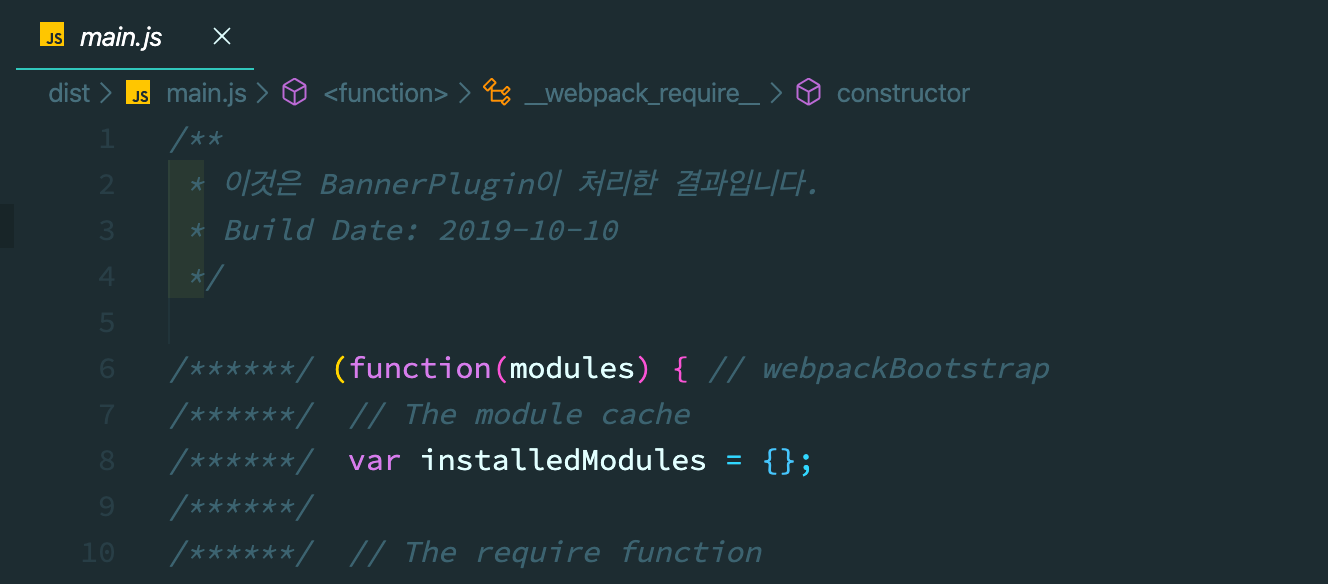 JS main.js ×
dist > JS main.js > <function> > __webpack_require__ > constructor
1 /**
2  * 이것은 BannerPlugin이 처리한 결과입니다.
3  * Build Date: 2019-10-10
4  */
5
6 /******/ (function(modules) { // webpackBootstrap
7 /******/  // The module cache
8 /******/  var installedModules = {};
9 /******/
10 /******/  // The require function